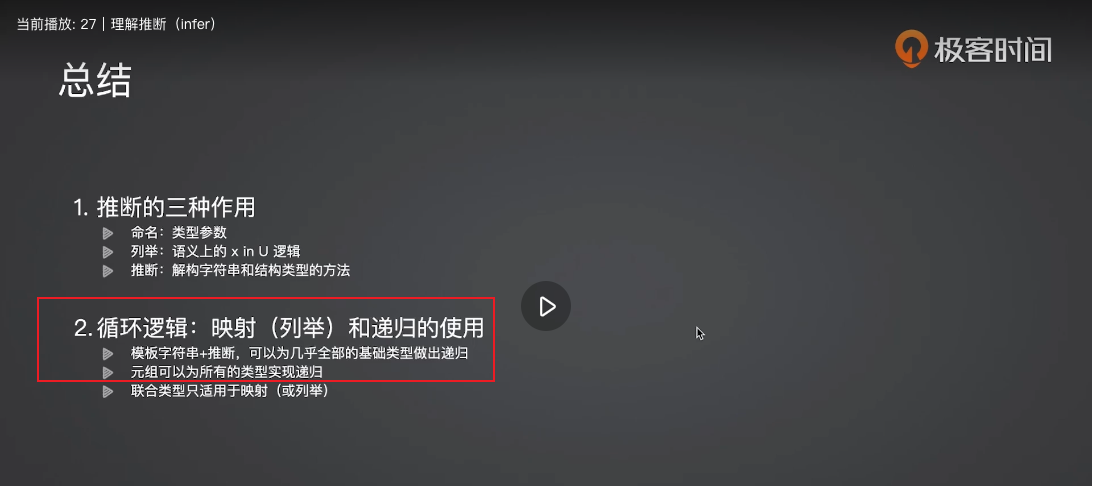 当前播放: 27 | 理解推断（infer）
极客时间
总结
1. 推断的三种作用
命名：类型参数
列举：语义上的 x in U 逻辑
推断：解构字符串和结构类型的方法
2. 循环逻辑：映射（列举）和递归的使用
模板字符串+推断，可以为几乎全部的基础类型做出递归
元组可以为所有的类型实现递归
联合类型只适用于映射（或列举）